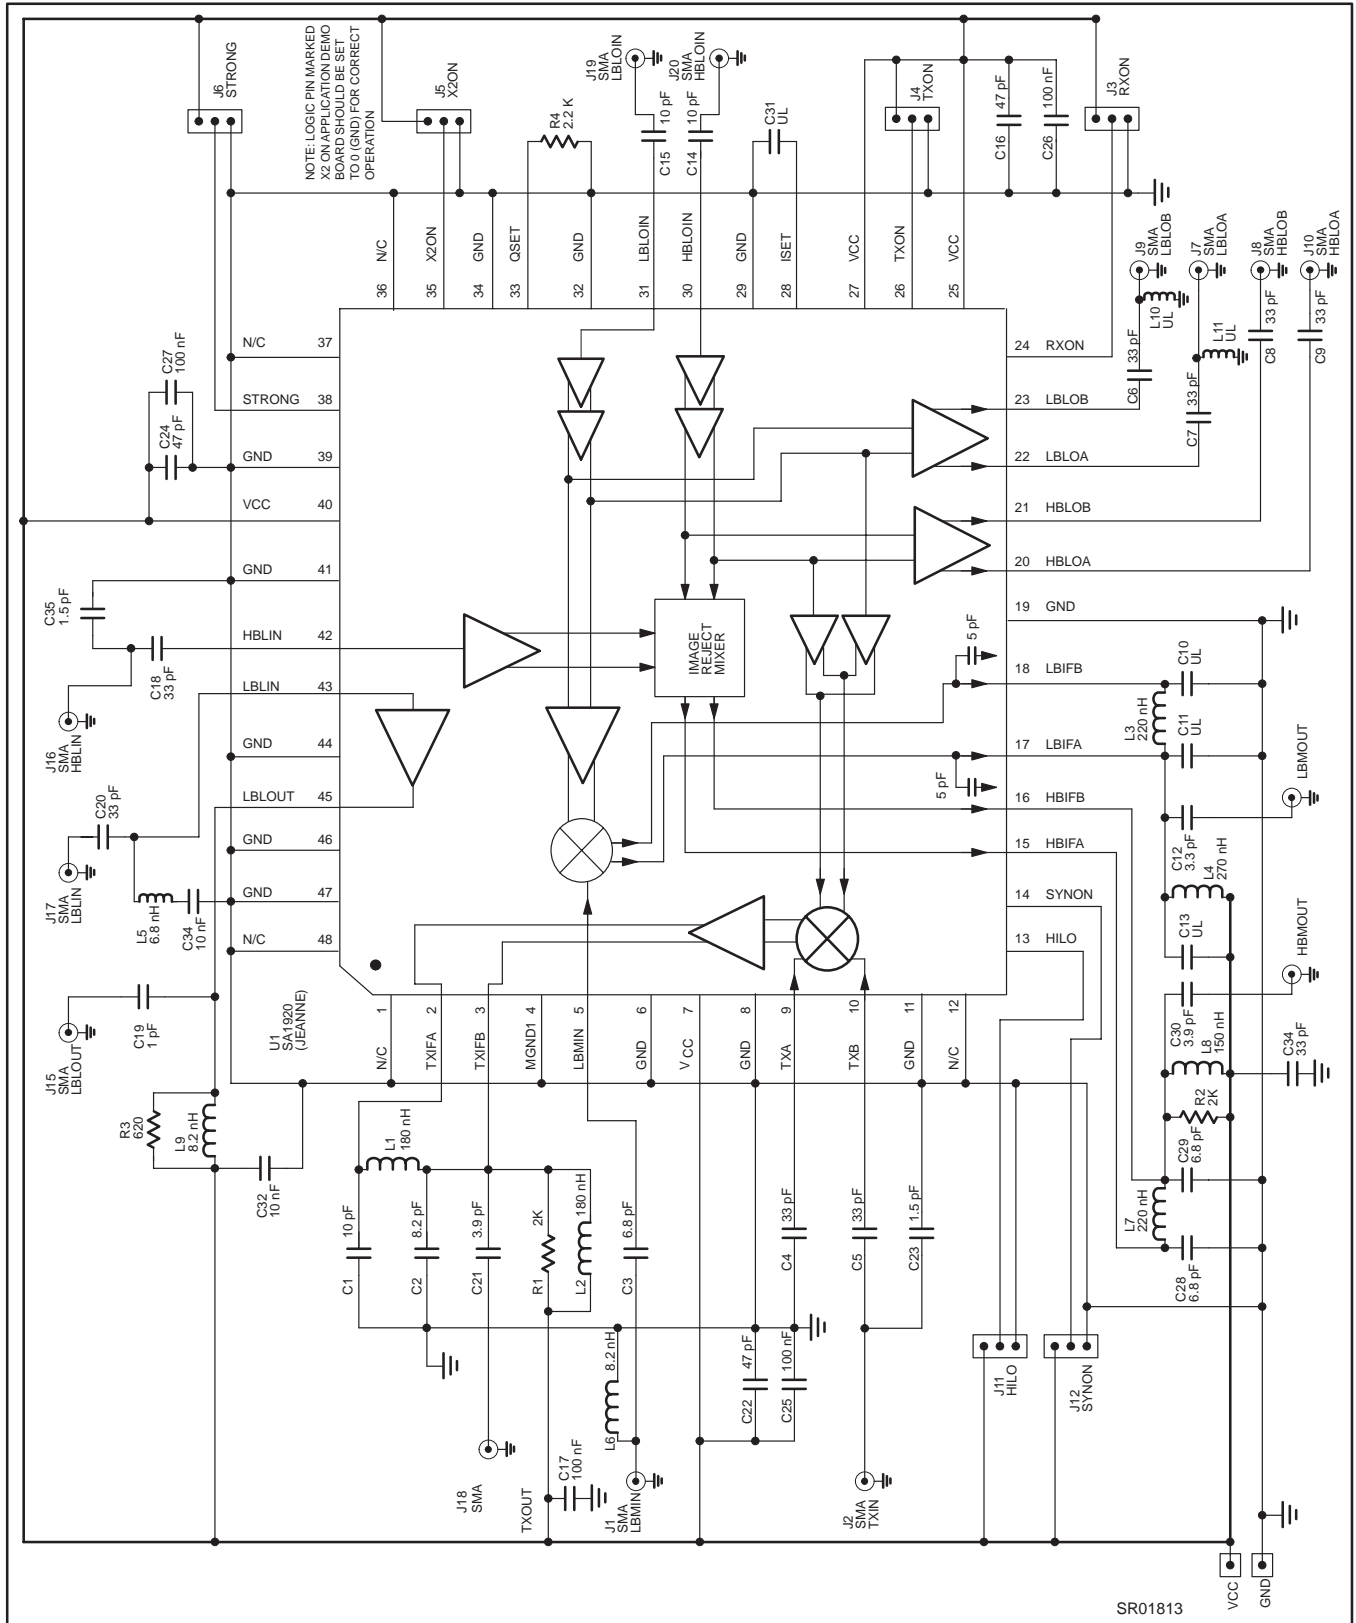 J6
STRONG
NOTE: LOGIC PIN MARKED
X2 ON APPLICATION DEMO
BOARD SHOULD BE SET
TO 0 (GND) FOR CORRECT
OPERATION
J5
X2ON
R4
2.2 K
J19
SMA
LBLOIN
C15
10 pF
J20
SMA
HBLOIN
C14
10 pF
C31
UL
J4
TXON
C16
47 pF
C26
100 nF
J3
RXON
N/C
36
X2ON
35
GND
34
QSET
33
GND
32
LBLOIN
31
HBLOIN
30
GND
29
ISET
28
VCC
27
TXON
26
VCC
25
J9
SMA
LBLOB
L10
UL
J7
SMA
LBLOA
L11
UL
J8
SMA
HBLOB
J10
SMA
HBLOA
C6
33 pF
C7
33 pF
C8
33 pF
C9
33 pF
C27
100 nF
C24
47 pF
N/C
37
STRONG
38
GND
39
VCC
40
GND
41
HBLIN
42
LBLIN
43
GND
44
LBLOUT
45
GND
46
GND
47
N/C
48
24
RXON
23
LBLOB
22
LBLOA
21
HBLOB
20
HBLOA
19
GND
18
LBIFB
17
LBIFA
16
HBIFB
15
HBIFA
14
SYNON
13
HILO
IMAGE
REJECT
MIXER
5 pF
5 pF
C35
1.5 pF
C18
33 pF
J16
SMA
HBLIN
C20
33 pF
J17
SMA
LBLIN
L5
6.8 nH
C34
10 nF
J15
SMA
LBLOUT
C19
1 pF
R3
620
L9
8.2 nH
C32
10 nF
U1
SA1920
(JEANNE)
1
N/C
2
TXIFA
3
TXIFB
4
MGND1
5
LBMIN
6
GND
7
V CC
8
GND
9
TXA
10
TXB
11
GND
12
N/C
L3
220 nH
C10
UL
C11
UL
LBMOUT
C12
3.3 pF
L4
270 nH
C13
UL
HBMOUT
C30
3.9 pF
L8
150 nH
C34
33 pF
R2
2K
C29
6.8 pF
L7
220 nH
C28
6.8 pF
L1
180 nH
C1
10 pF
C2
8.2 pF
C21
3.9 pF
R1
2K
L2
180 nH
C3
6.8 pF
C4
33 pF
C5
33 pF
C23
1.5 pF
L6
8.2 nH
C22
47 pF
C25
100 nF
J11
HILO
J12
SYNON
J18
SMA
TXOUT
C17
100 nF
J1
SMA
LBMIN
J2
SMA
TXIN
VCC
GND
SR01813